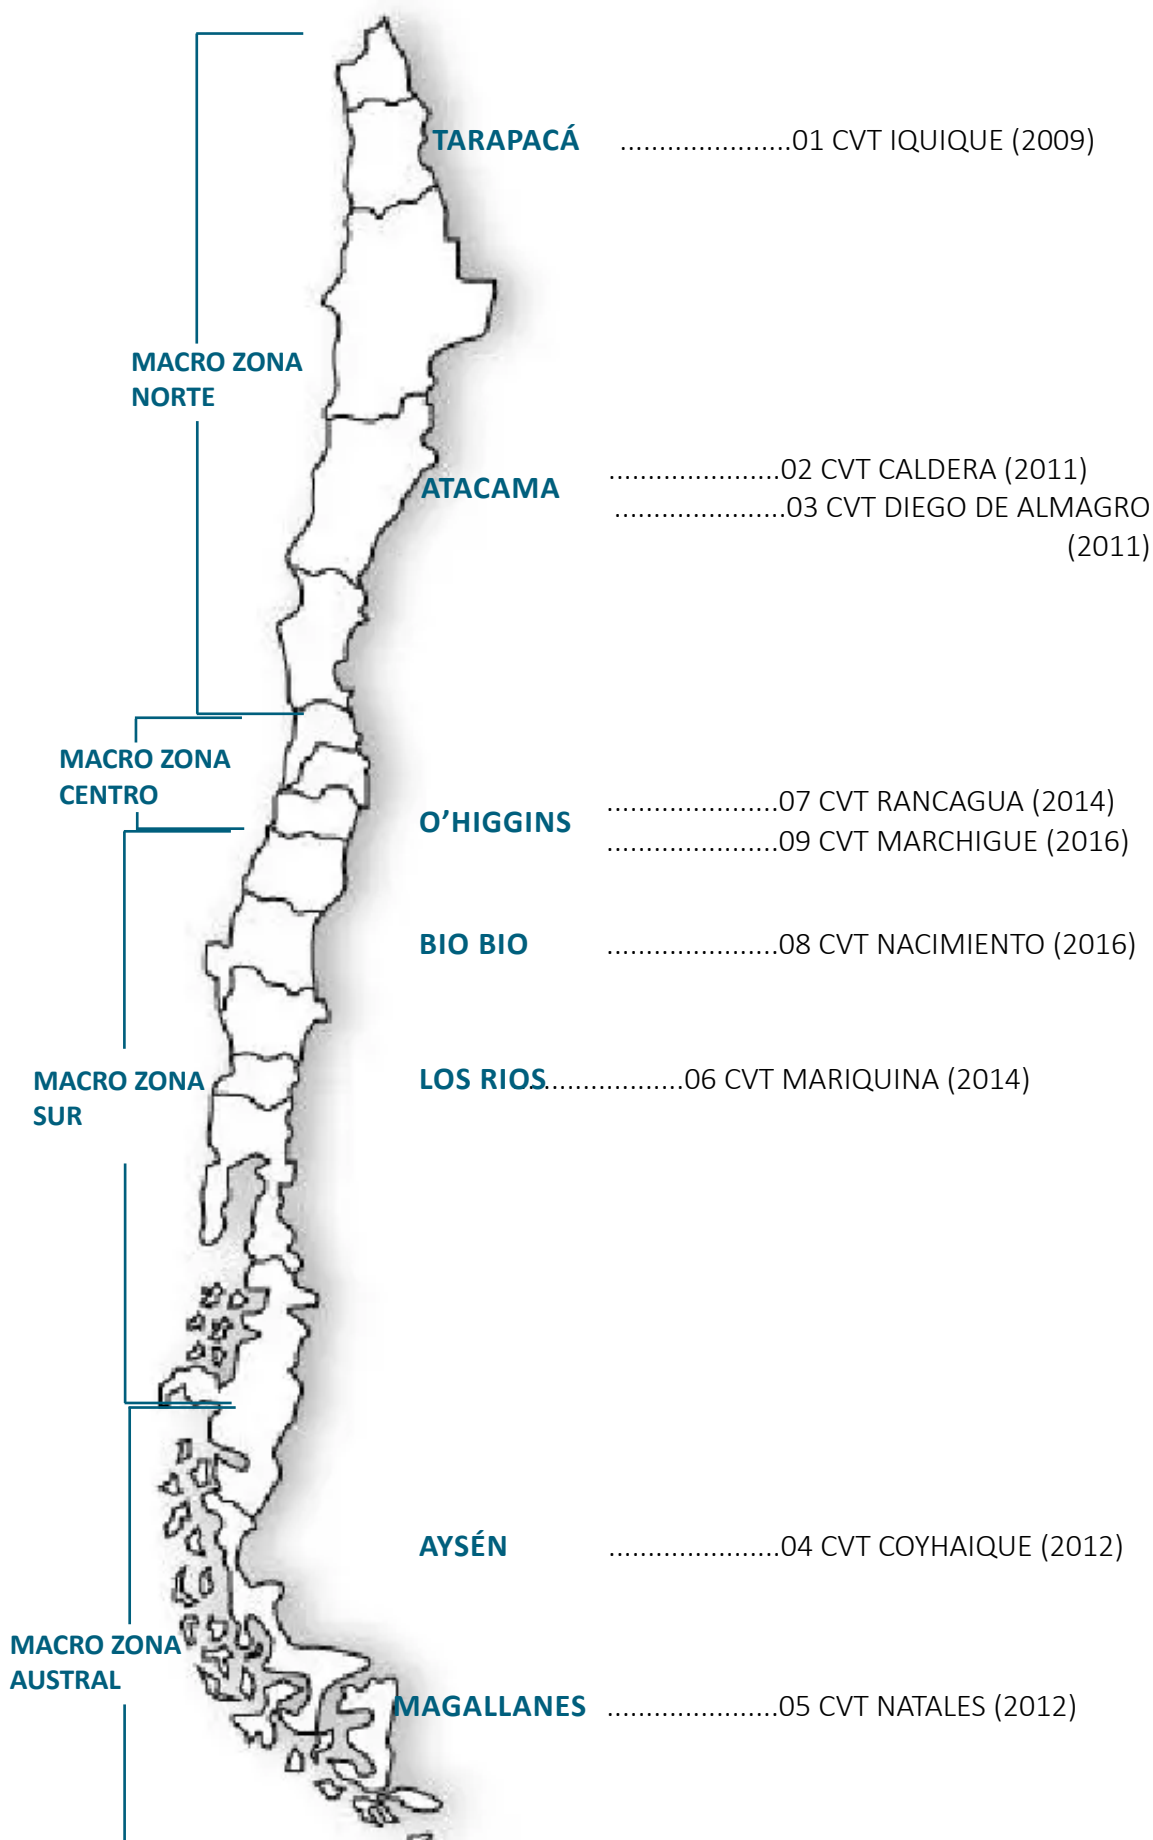 TARAPACÁ ......................01 CVT IQUIQUE (2009)
MACRO ZONA
NORTE
ATACAMA ......................02 CVT CALDERA (2011)
......................03 CVT DIEGO DE ALMAGRO
(2011)
MACRO ZONA
CENTRO
O’HIGGINS ......................07 CVT RANCAGUA (2014)
......................09 CVT MARCHIGUE (2016)
BIO BIO ......................08 CVT NACIMIENTO (2016)
MACRO ZONA
SUR
LOS RIOS....................06 CVT MARIQUINA (2014)
AYSÉN ......................04 CVT COYHAIQUE (2012)
MACRO ZONA
AUSTRAL
MAGALLANES ......................05 CVT NATALES (2012)